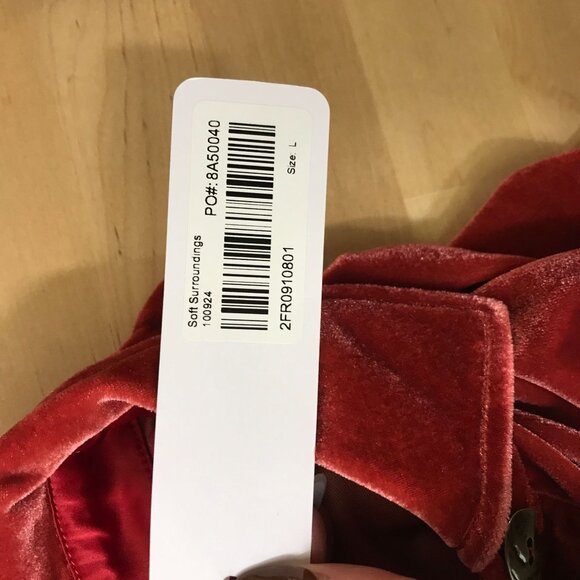 Soft Surroundings
100924
PO#: 8A50040
2FR0910801
Size: L